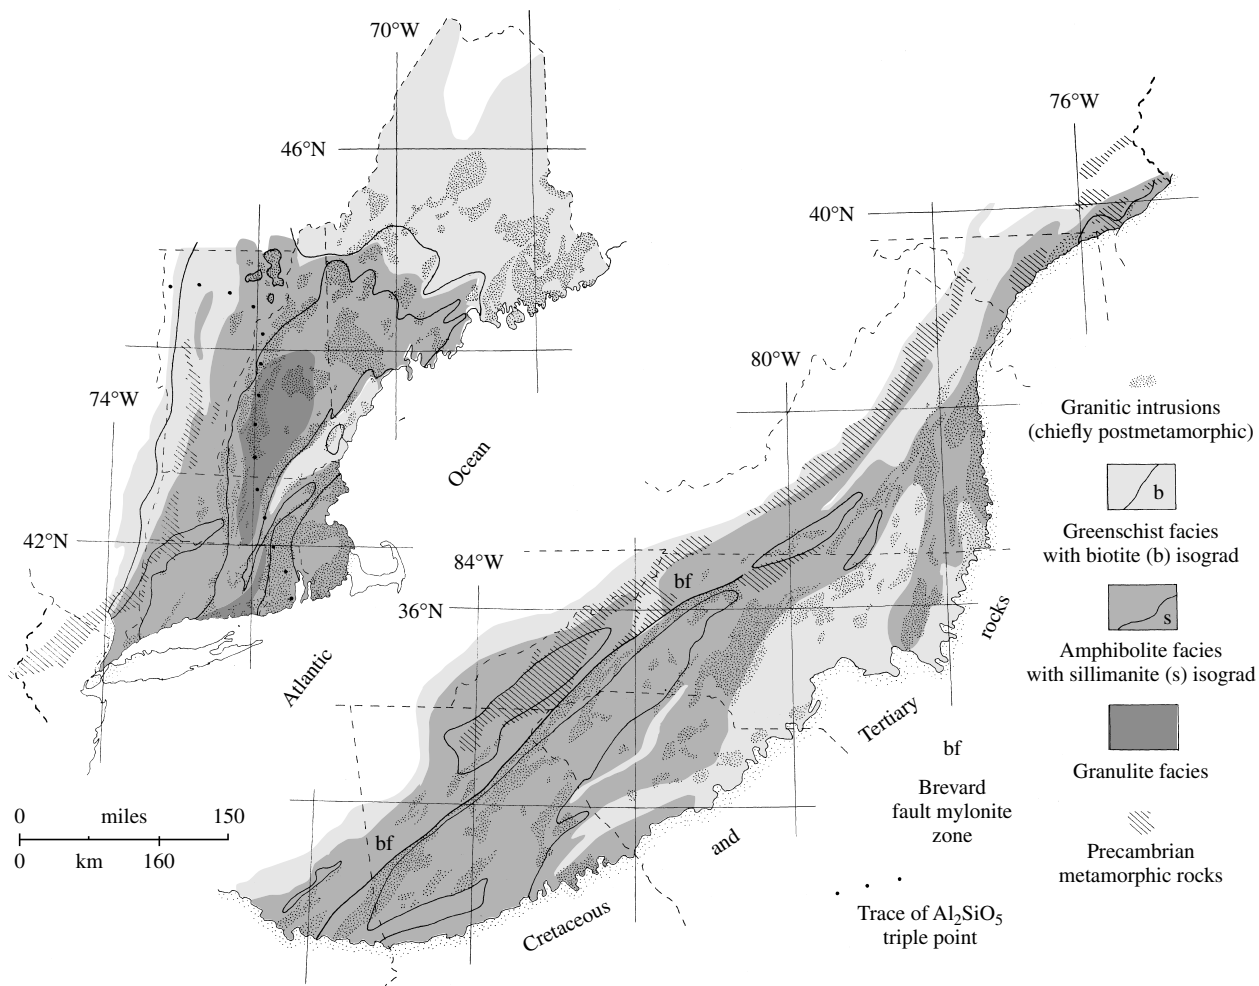 70°W
76°W
46°N
40°N
80°W
74°W
Granitic intrusions
(chiefly postmetamorphic)
Ocean
b
42°N
84°W
Greenschist facies
with biotite (b) isograd
bf
36°N
rocks
s
Atlantic
Amphibolite facies
with sillimanite (s) isograd
Tertiary
bf
Granulite facies
Brevard
fault mylonite
zone
0 miles 150
0 km 160
bf
and
Precambrian
metamorphic rocks
Cretaceous
Trace of Al₂SiO₅
triple point